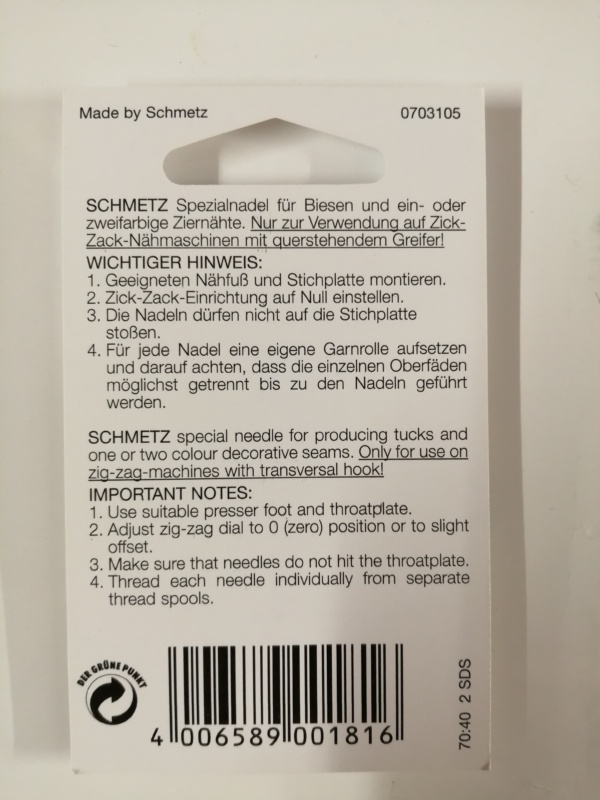 Made by Schmetz 0703105
SCHMETZ Spezialnadel für Biesen und ein- oder
zweifarbige Ziernähte. Nur zur Verwendung auf Zick-
Zack-Nähmaschinen mit querstehendem Greifer!
WICHTIGER HINWEIS:
1. Geeigneten Nähfuß und Stichplatte montieren.
2. Zick-Zack-Einrichtung auf Null einstellen.
3. Die Nadeln dürfen nicht auf die Stichplatte
stoßen.
4. Für jede Nadel eine eigene Garnrolle aufsetzen
und darauf achten, dass die einzelnen Oberfäden
möglichst getrennt bis zu den Nadeln geführt
werden.
SCHMETZ special needle for producing tucks and
one or two colour decorative seams. Only for use on
zig-zag-machines with transversal hook!
IMPORTANT NOTES:
1. Use suitable presser foot and throatplate.
2. Adjust zig-zag dial to 0 (zero) position or to slight
offset.
3. Make sure that needles do not hit the throatplate.
4. Thread each needle individually from separate
thread spools.
DER GRÜNE PUNKT
4 006589 001816
70:40 2 SDS